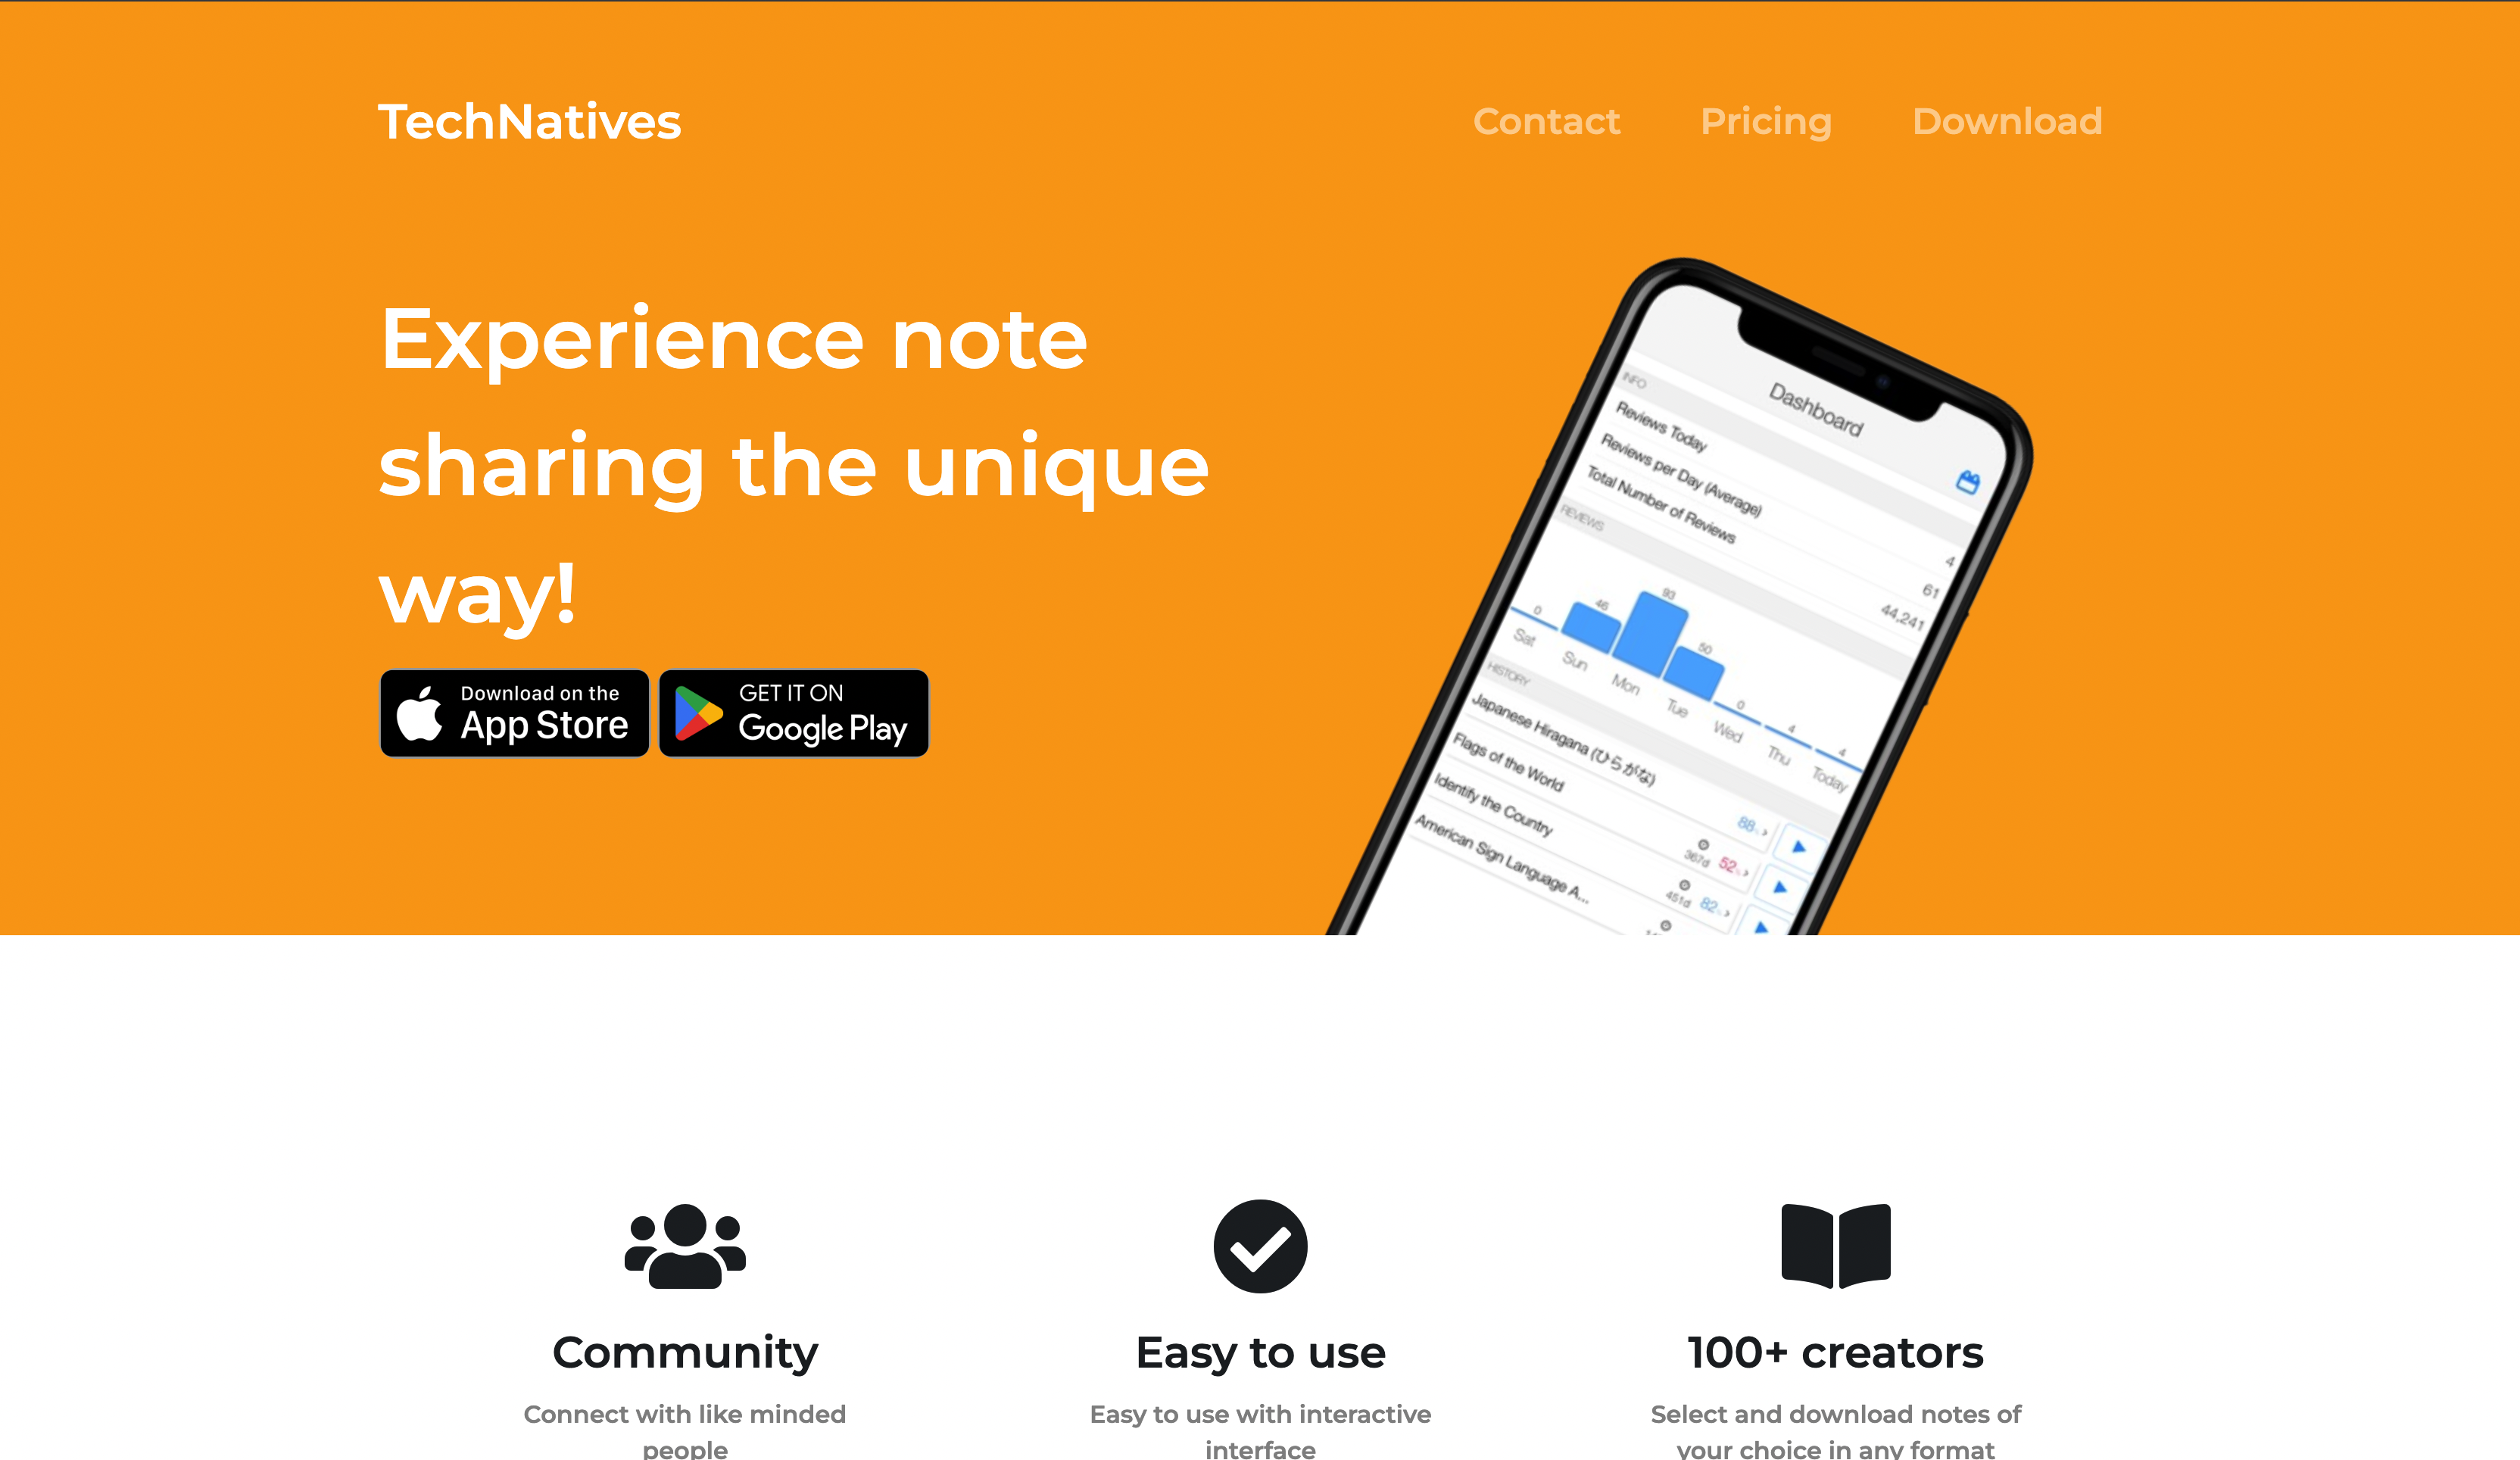 TechNatives
Contact
Pricing
Download
Experience note
sharing the unique
way!
Download on the
App Store
GET IT ON
Google Play
Dashboard
INFO
Reviews Today 4
Reviews per Day (Average) 61
Total Number of Reviews 44,241
REVIEWS
0 46 93 50 0 4 4
Sat Sun Mon Tue Wed Thu Today
HISTORY
Japanese Hiragana (ひらがな) 88
Flags of the World 367d 52
Identify the Country 451d 82
American Sign Language A...
Community
Easy to use
100+ creators
Connect with like minded
people
Easy to use with interactive
interface
Select and download notes of
your choice in any format